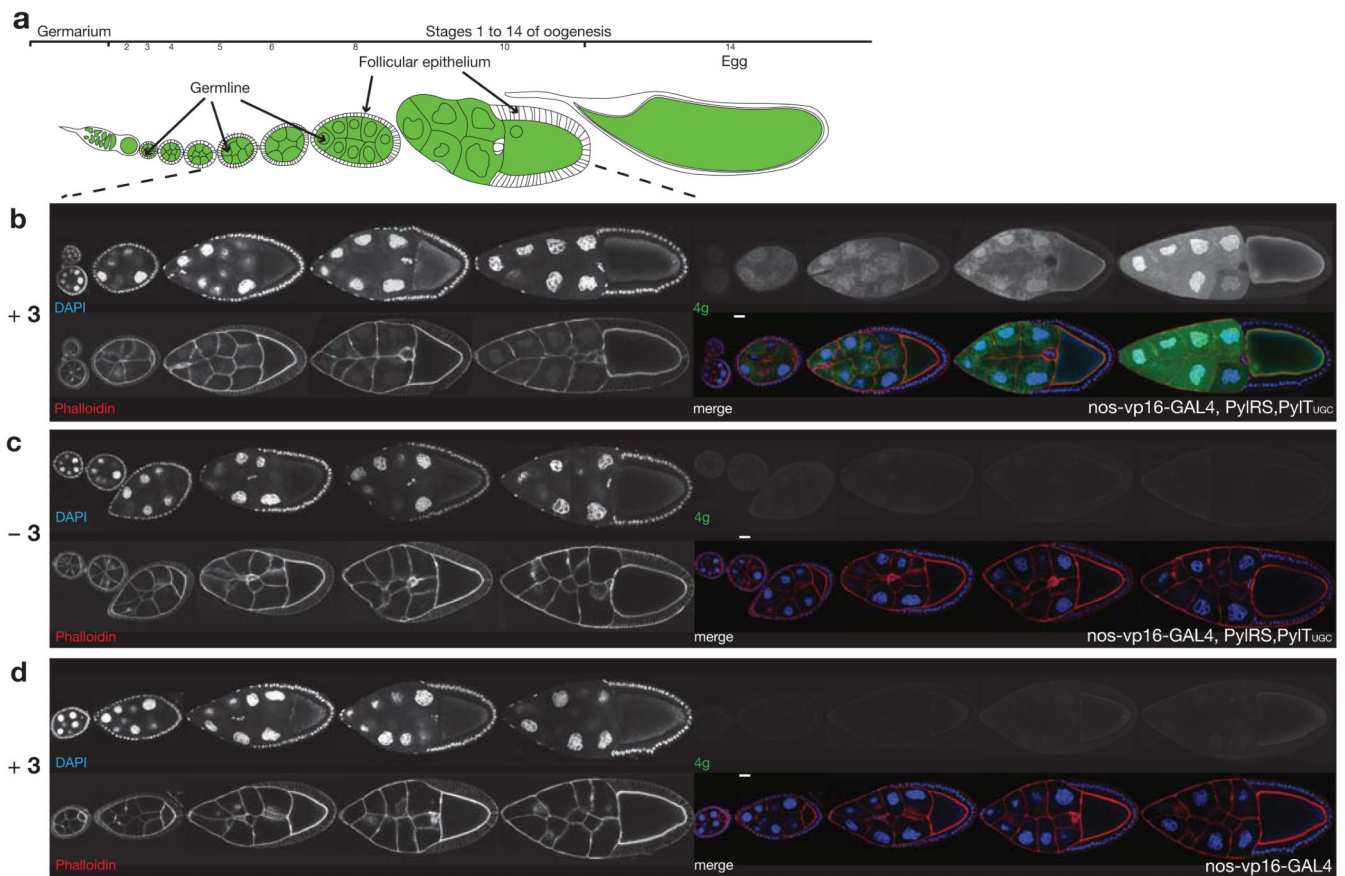 a
Germarium
Stages 1 to 14 of oogenesis
2 3 4 5 6 8 10 14
Follicular epithelium
Egg
Germline
b
+ 3
DAPI
4g
Phalloidin
merge
nos-vp16-GAL4, PylRS,PylTUGC
c
– 3
DAPI
4g
Phalloidin
merge
nos-vp16-GAL4, PylRS,PylTUGC
d
+ 3
DAPI
4g
Phalloidin
merge
nos-vp16-GAL4